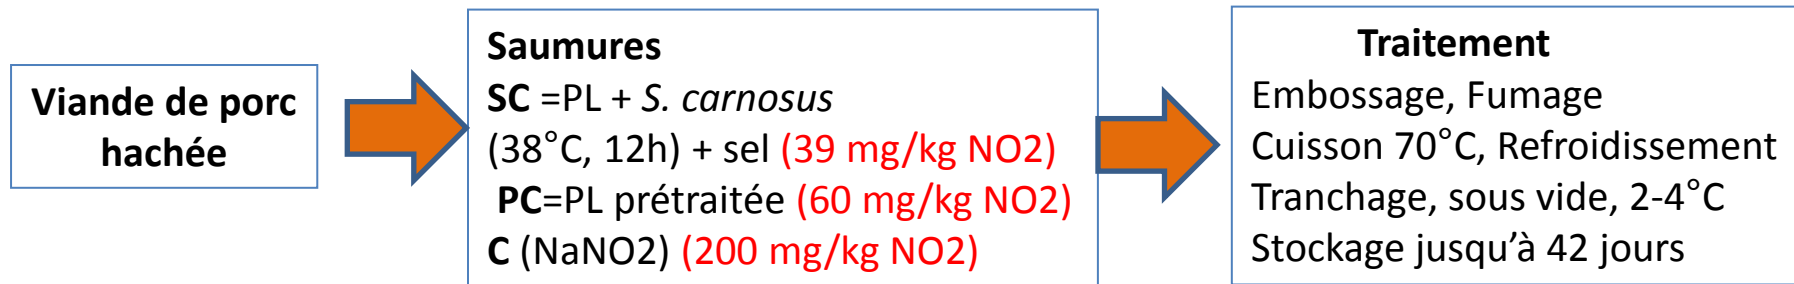 Viande de porc
hachée
Saumures
SC =PL + S. carnosus
(38°C, 12h) + sel (39 mg/kg NO2)
PC=PL prétraitée (60 mg/kg NO2)
C (NaNO2) (200 mg/kg NO2)
Traitement
Embossage, Fumage
Cuisson 70°C, Refroidissement
Tranchage, sous vide, 2-4°C
Stockage jusqu'à 42 jours